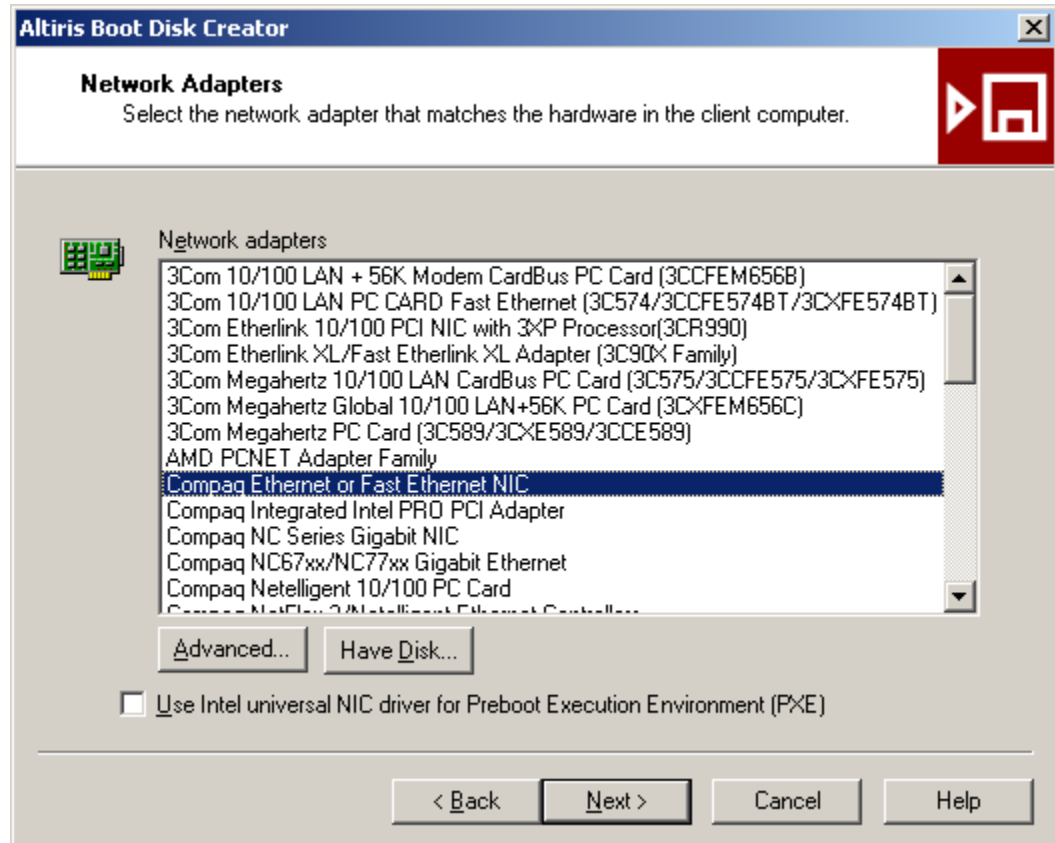 Altiris Boot Disk Creator
Network Adapters
Select the network adapter that matches the hardware in the client computer.
Network adapters
3Com 10/100 LAN + 56K Modem CardBus PC Card (3CCFEM656B)
3Com 10/100 LAN PC CARD Fast Ethernet (3C574/3CCFE574BT/3CXFE574BT)
3Com Etherlink 10/100 PCI NIC with 3XP Processor(3CR990)
3Com Etherlink XL/Fast Etherlink XL Adapter (3C90X Family)
3Com Megahertz 10/100 LAN CardBus PC Card (3C575/3CCFE575/3CXFE575)
3Com Megahertz Global 10/100 LAN+56K PC Card (3CXFEM656C)
3Com Megahertz PC Card (3C589/3CXE589/3CCE589)
AMD PCNET Adapter Family
Compaq Ethernet or Fast Ethernet NIC
Compaq Integrated Intel PRO PCI Adapter
Compaq NC Series Gigabit NIC
Compaq NC67xx/NC77xx Gigabit Ethernet
Compaq Netelligent 10/100 PC Card
Compaq NetFlex-3/Netelligent Ethernet Controllers
Advanced... Have Disk...
Use Intel universal NIC driver for Preboot Execution Environment (PXE)
< Back Next > Cancel Help